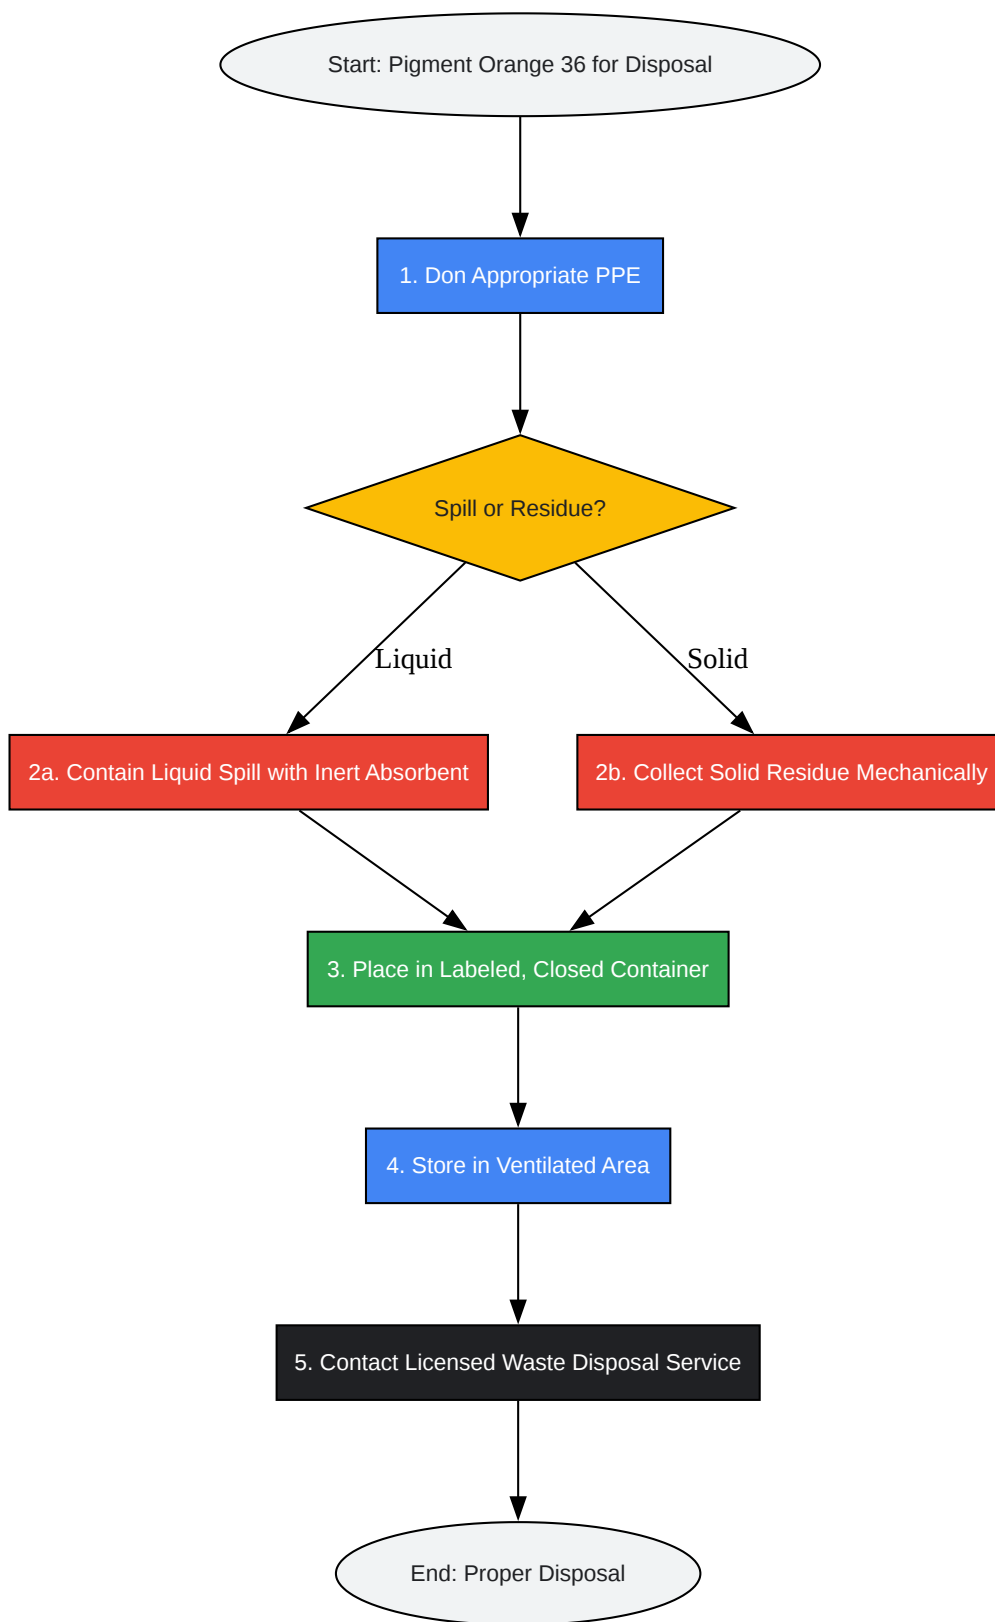 Start: Pigment Orange 36 for Disposal
1. Don Appropriate PPE
Spill or Residue?
Liquid
Solid
2a. Contain Liquid Spill with Inert Absorbent
2b. Collect Solid Residue Mechanically
3. Place in Labeled, Closed Container
4. Store in Ventilated Area
5. Contact Licensed Waste Disposal Service
End: Proper Disposal